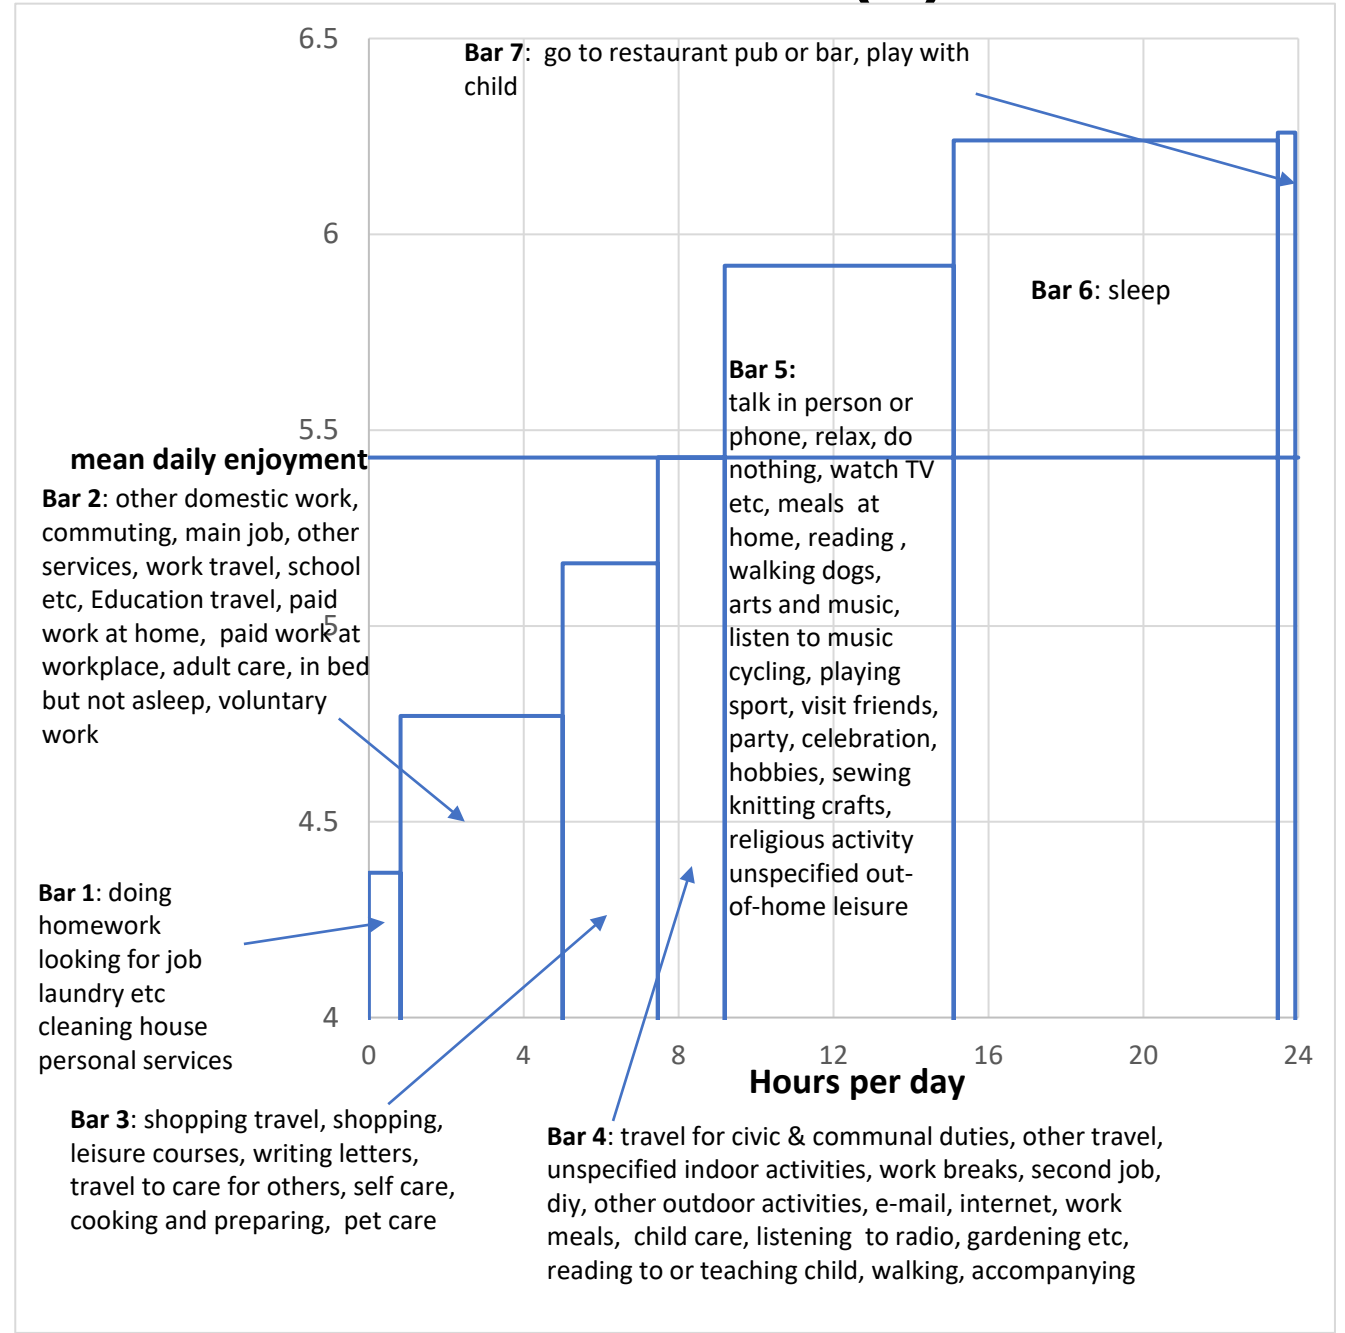 6.5
Bar 7: go to restaurant pub or bar, play with
child
6
Bar 6: sleep
5.5
mean daily enjoyment
Bar 2: other domestic work,
commuting, main job, other
services, work travel, school
etc, Education travel, paid
work at home, paid work at
workplace, adult care, in bed
but not asleep, voluntary
work
5
Bar 5:
talk in person or
phone, relax, do
nothing, watch TV
etc, meals at
home, reading ,
walking dogs,
arts and music,
listen to music
cycling, playing
sport, visit friends,
party, celebration,
hobbies, sewing
knitting crafts,
religious activity
unspecified out-
of-home leisure
4.5
Bar 1: doing
homework
looking for job
laundry etc
cleaning house
personal services
4
0 4 8 12 16 20 24
Hours per day
Bar 3: shopping travel, shopping,
leisure courses, writing letters,
travel to care for others, self care,
cooking and preparing, pet care
Bar 4: travel for civic & communal duties, other travel,
unspecified indoor activities, work breaks, second job,
diy, other outdoor activities, e-mail, internet, work
meals, child care, listening to radio, gardening etc,
reading to or teaching child, walking, accompanying